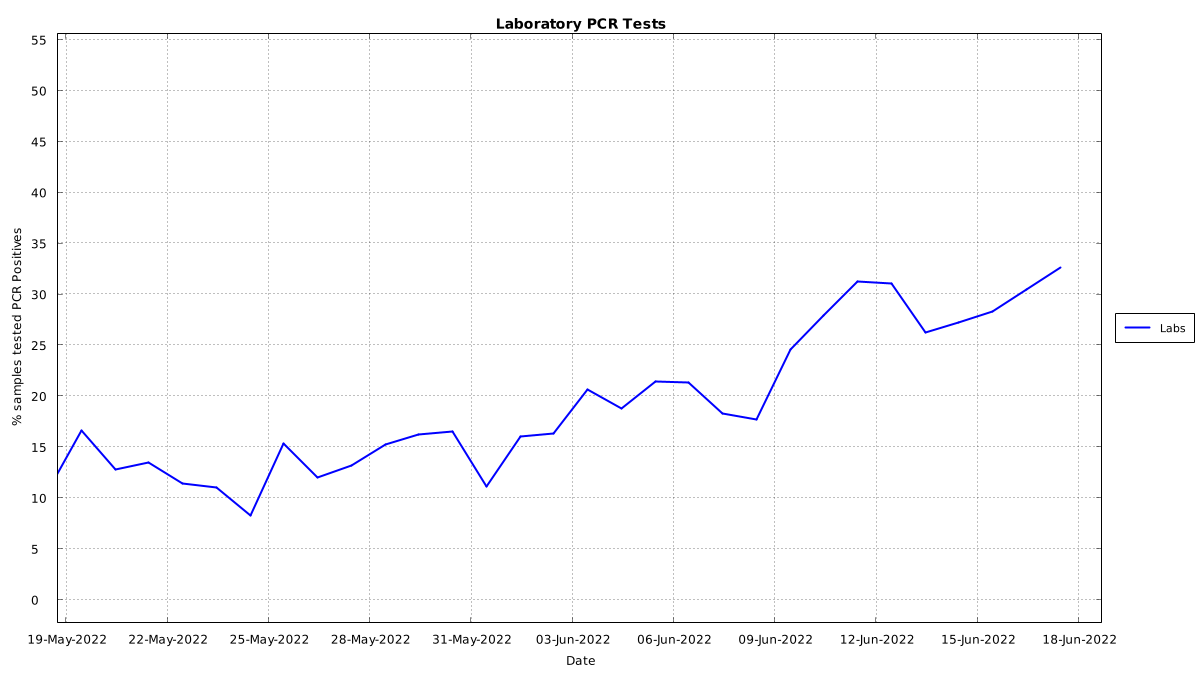 Laboratory PCR Tests
55
50
45
40
35
30
25
20
15
10
5
0
% samples tested PCR Positives
19-May-2022 22-May-2022 25-May-2022 28-May-2022 31-May-2022 03-Jun-2022 06-Jun-2022 09-Jun-2022 12-Jun-2022 15-Jun-2022 18-Jun-2022
Date
Labs